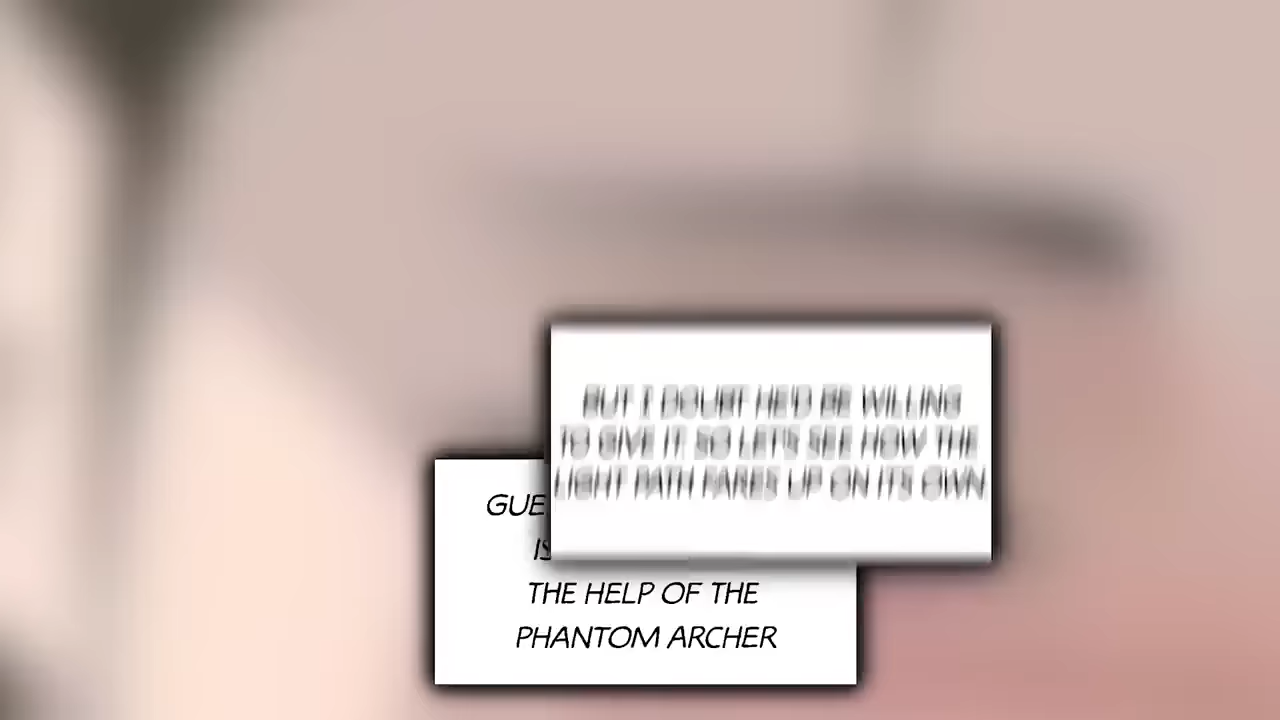 BUT I DOUBT HE'D BE WILLING
TO GIVE IT SO LET'S SEE HOW THE
LIGHT PATH FARES UP ON ITS OWN
THE HELP OF THE
PHANTOM ARCHER